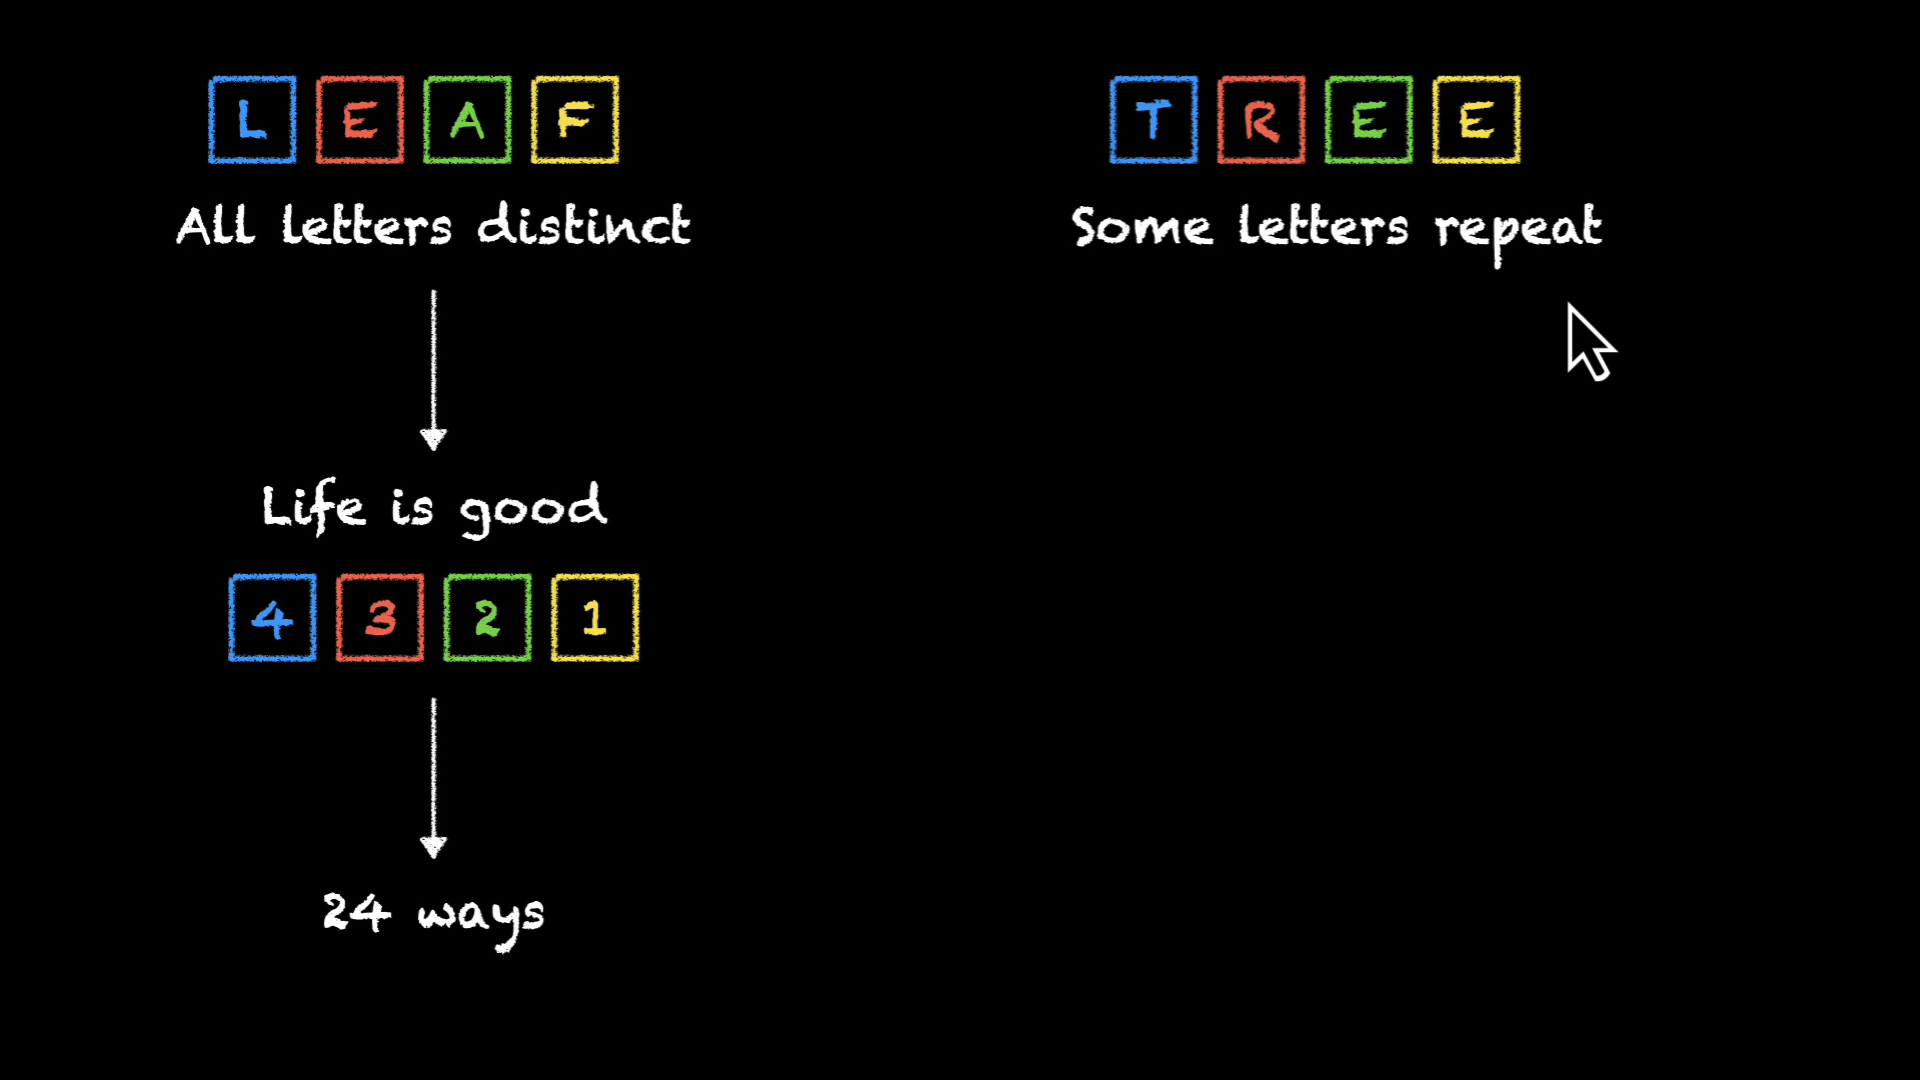 L E A F
All letters distinct
Life is good
4 3 2 1
24 ways
T R E E
Some letters repeat